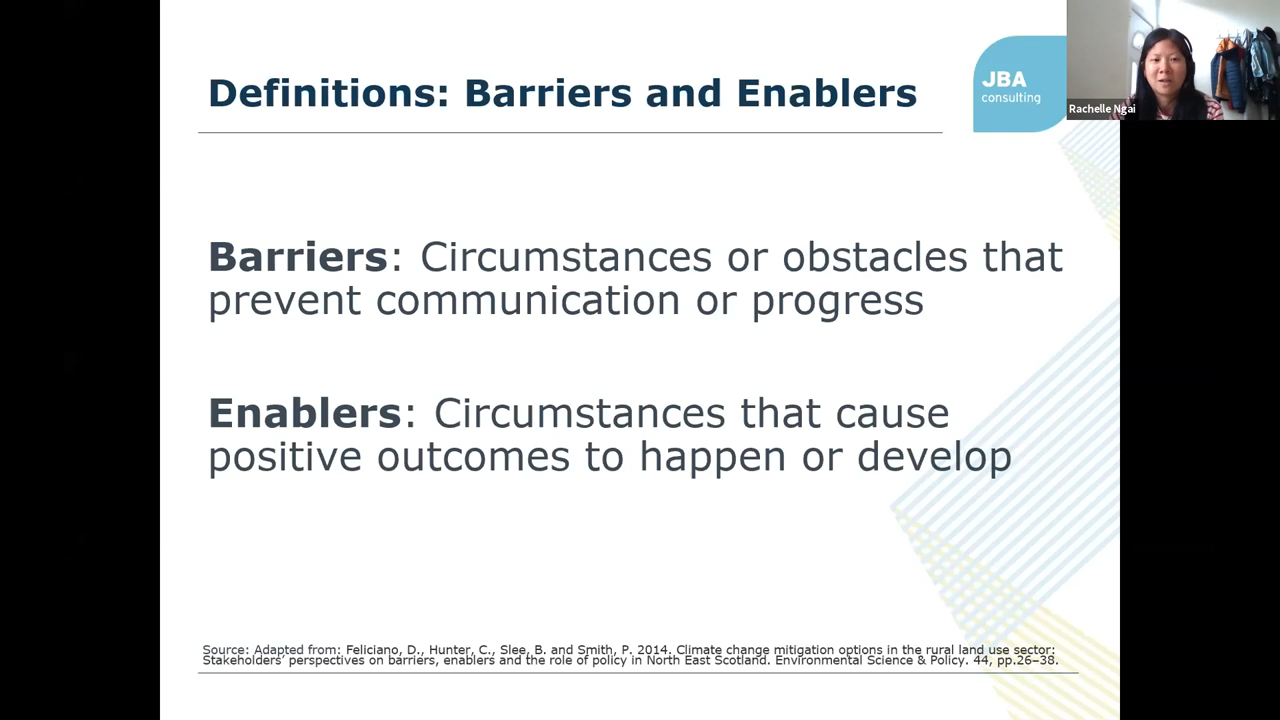 Definitions: Barriers and Enablers
JBA
consulting
Rachelle Ngai
Barriers: Circumstances or obstacles that
prevent communication or progress
Enablers: Circumstances that cause
positive outcomes to happen or develop
Source: Adapted from: Feliciano, D., Hunter, C., Slee, B. and Smith, P. 2014. Climate change mitigation options in the rural land use sector:
Stakeholders’ perspectives on barriers, enablers and the role of policy in North East Scotland. Environmental Science & Policy. 44, pp.26–38.